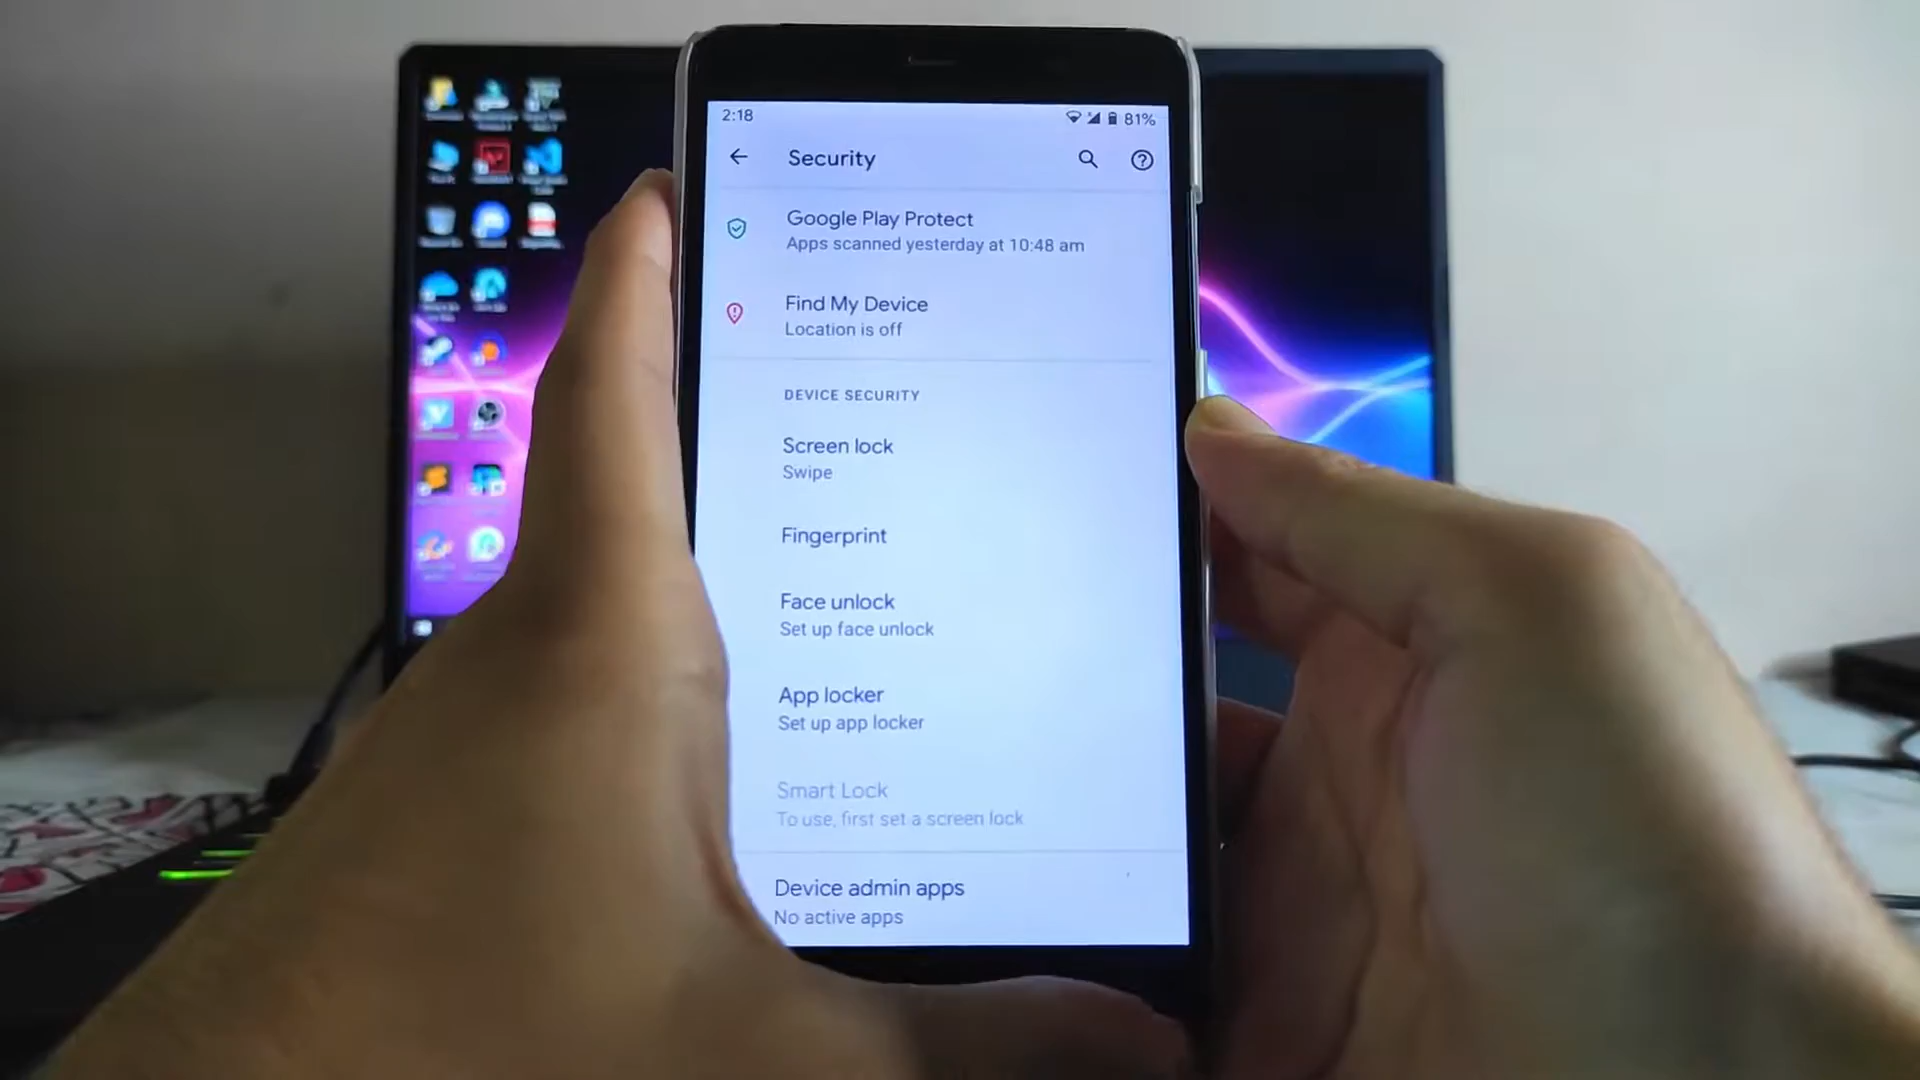 2:18
81%
Security
Google Play Protect
Apps scanned yesterday at 10:48 am
Find My Device
Location is off
DEVICE SECURITY
Screen lock
Swipe
Fingerprint
Face unlock
Set up face unlock
App locker
Set up app locker
Smart Lock
To use, first set a screen lock
Device admin apps
No active apps